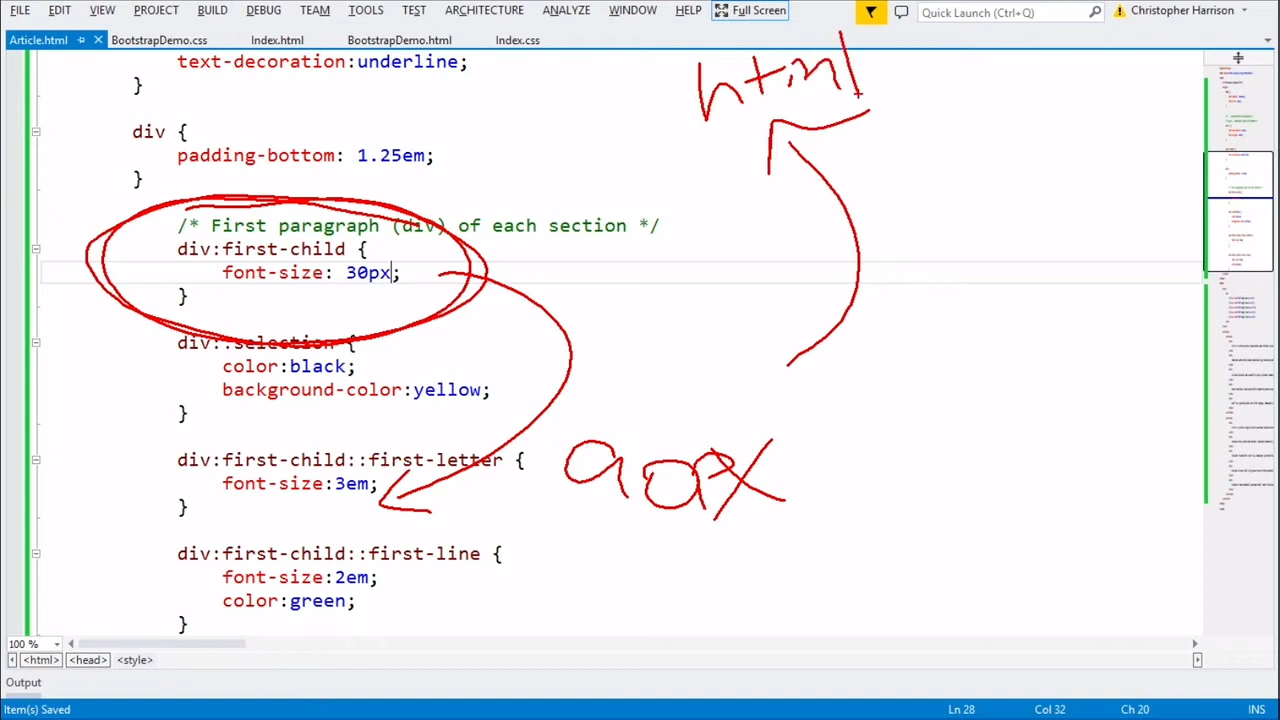 FILE EDIT VIEW PROJECT BUILD DEBUG TEAM TOOLS TEST ARCHITECTURE ANALYZE WINDOW HELP Full Screen Quick Launch (Ctrl+Q) Christopher Harrison
Article.html BootstrapDemo.css Index.html BootstrapDemo.html Index.css
text-decoration:underline;
}
html
div {
padding-bottom: 1.25em;
}
/* First paragraph (div) of each section */
div:first-child {
font-size: 30px;
}
div::selection {
color:black;
background-color:yellow;
}
div:first-child::first-letter {
font-size:3em;
}
90px
div:first-child::first-line {
font-size:2em;
color:green;
}
100 %
<html> <head> <style>
Output
Item(s) Saved Ln 28 Col 32 Ch 20 INS